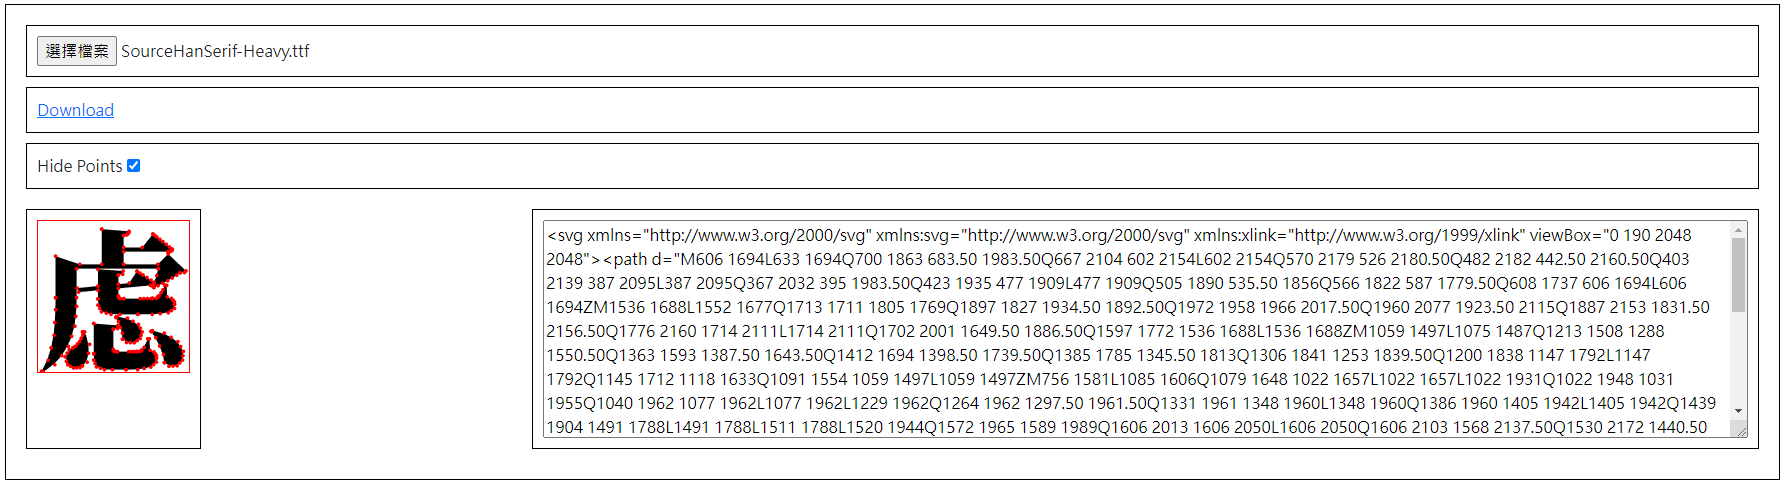 選擇檔案 SourceHanSerif-Heavy.ttf
Download
Hide Points
虑
<svg xmlns="http://www.w3.org/2000/svg" xmlns:svg="http://www.w3.org/2000/svg" xmlns:xlink="http://www.w3.org/1999/xlink" viewBox="0 190 2048
2048"><path d="M606 1694L633 1694Q700 1863 683.50 1983.50Q667 2104 602 2154L602 2154Q570 2179 526 2180.50Q482 2182 442.50 2160.50Q403
2139 387 2095L387 2095Q367 2032 395 1983.50Q423 1935 477 1909L477 1909Q505 1890 535.50 1856Q566 1822 587 1779.50Q608 1737 606 1694L606
1694ZM1536 1688L1552 1677Q1713 1711 1805 1769Q1897 1827 1934.50 1892.50Q1972 1958 1966 2017.50Q1960 2077 1923.50 2115Q1887 2153 1831.50
2156.50Q1776 2160 1714 2111L1714 2111Q1702 2001 1649.50 1886.50Q1597 1772 1536 1688L1536 1688ZM1059 1497L1075 1487Q1213 1508 1288
1550.50Q1363 1593 1387.50 1643.50Q1412 1694 1398.50 1739.50Q1385 1785 1345.50 1813Q1306 1841 1253 1839.50Q1200 1838 1147 1792L1147
1792Q1145 1712 1118 1633Q1091 1554 1059 1497L1059 1497ZM756 1581L1085 1606Q1079 1648 1022 1657L1022 1657L1022 1931Q1022 1948 1031
1955Q1040 1962 1077 1962L1077 1962L1229 1962Q1264 1962 1297.50 1961.50Q1331 1961 1348 1960L1348 1960Q1386 1960 1405 1942L1405 1942Q1439
1904 1491 1788L1491 1788L1511 1788L1520 1944Q1572 1965 1589 1989Q1606 2013 1606 2050L1606 2050Q1606 2103 1568 2137.50Q1530 2172 1440.50